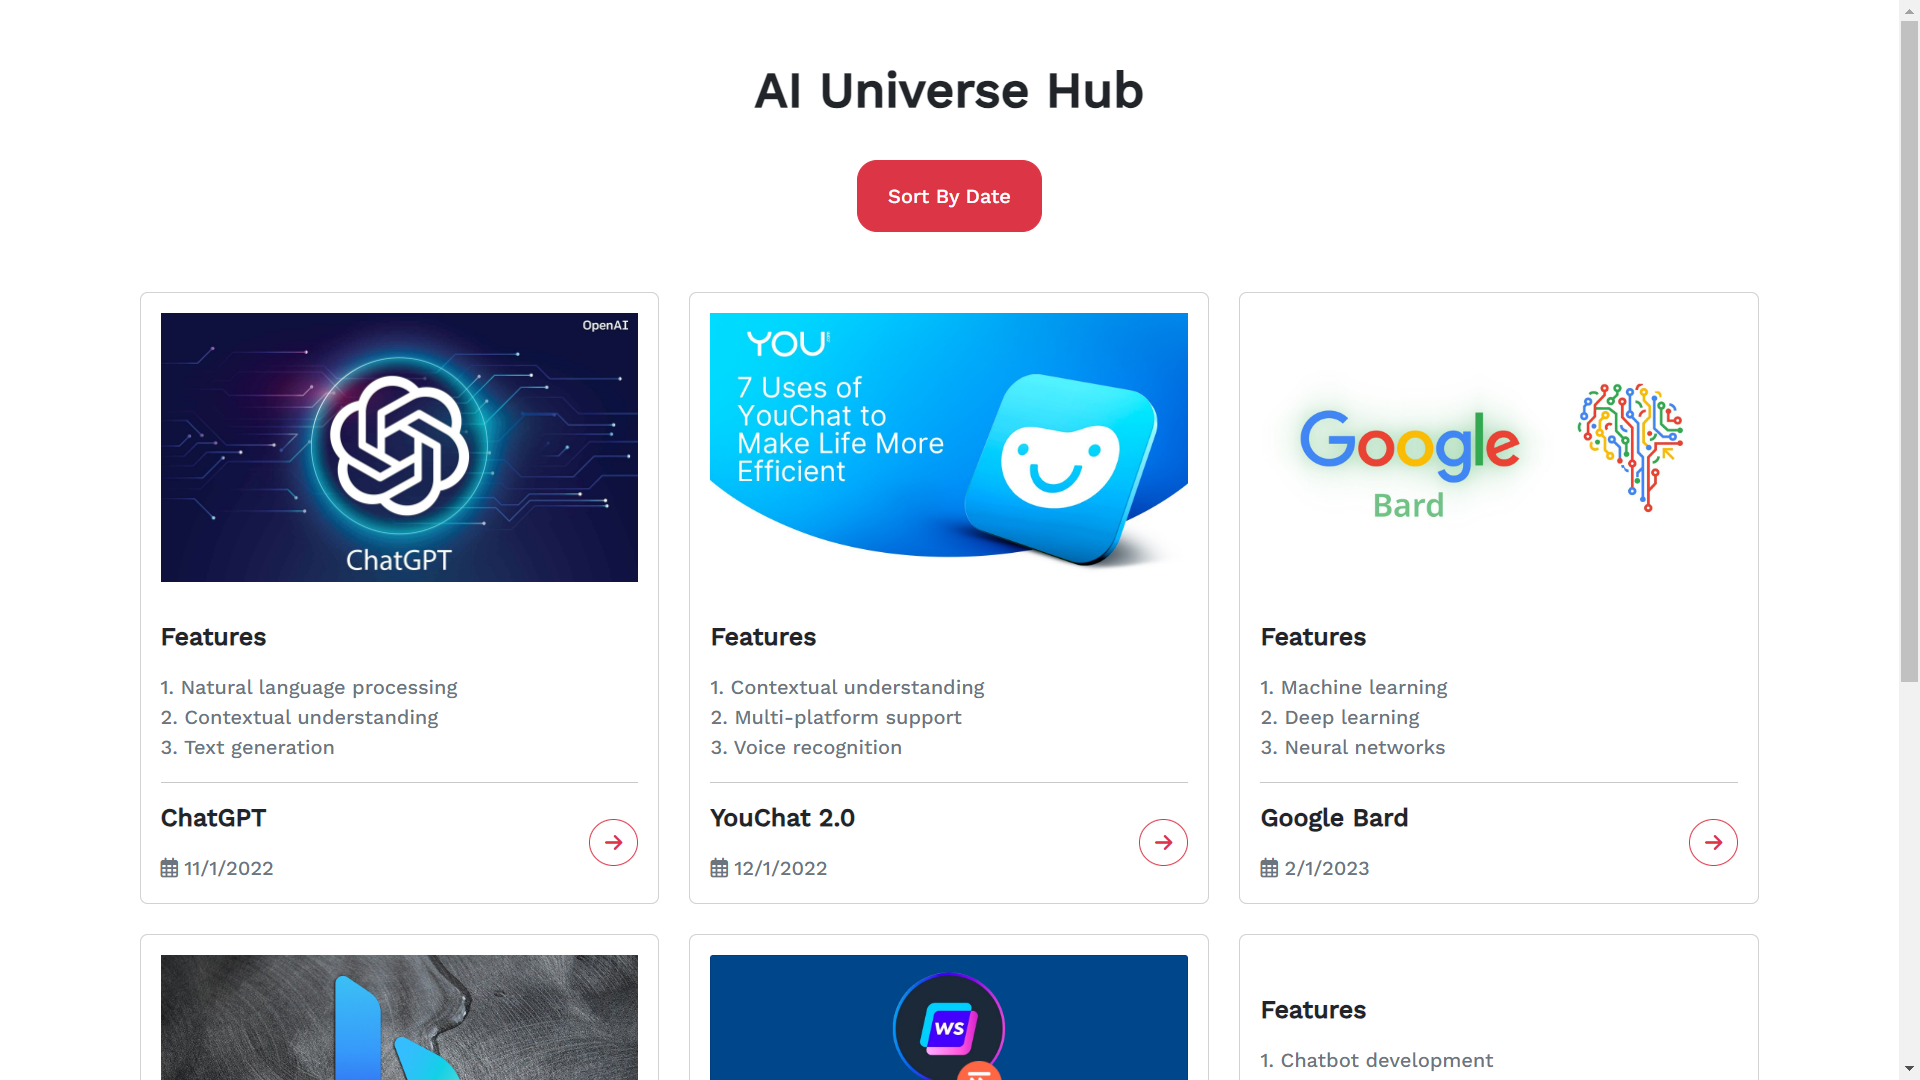 AI Universe Hub
Sort By Date
OpenAI
ChatGPT
Features
1. Natural language processing
2. Contextual understanding
3. Text generation
ChatGPT
11/1/2022
YOU
7 Uses of
YouChat to
Make Life More
Efficient
Features
1. Contextual understanding
2. Multi-platform support
3. Voice recognition
YouChat 2.0
12/1/2022
Google
Bard
Features
1. Machine learning
2. Deep learning
3. Neural networks
Google Bard
2/1/2023
WS
Features
1. Chatbot development